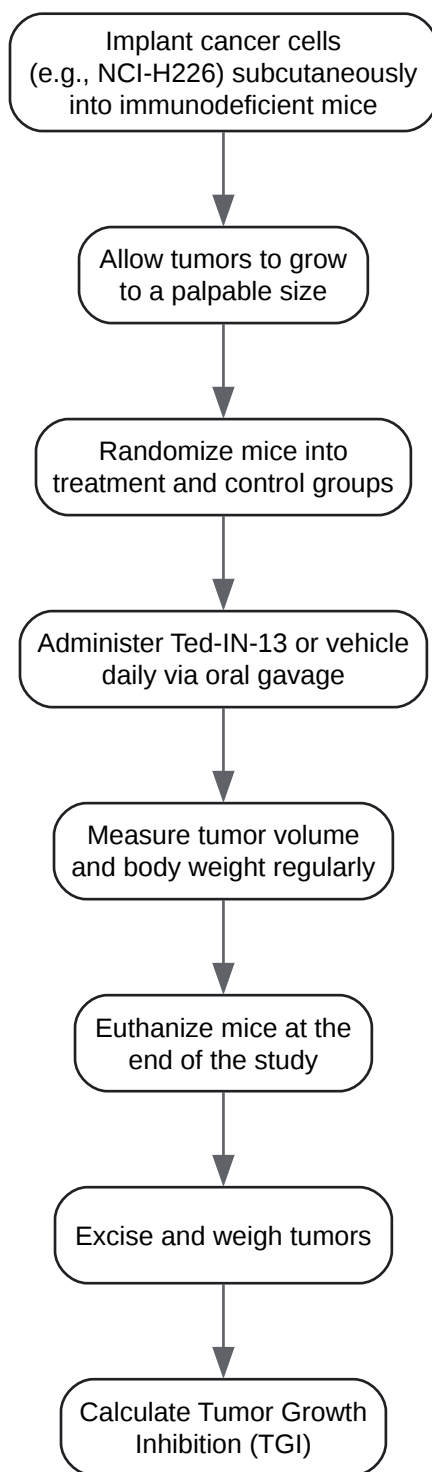 Implant cancer cells
(e.g., NCI-H226) subcutaneously
into immunodeficient mice
Allow tumors to grow
to a palpable size
Randomize mice into
treatment and control groups
Administer Ted-IN-13 or vehicle
daily via oral gavage
Measure tumor volume
and body weight regularly
Euthanize mice at the
end of the study
Excise and weigh tumors
Calculate Tumor Growth
Inhibition (TGI)